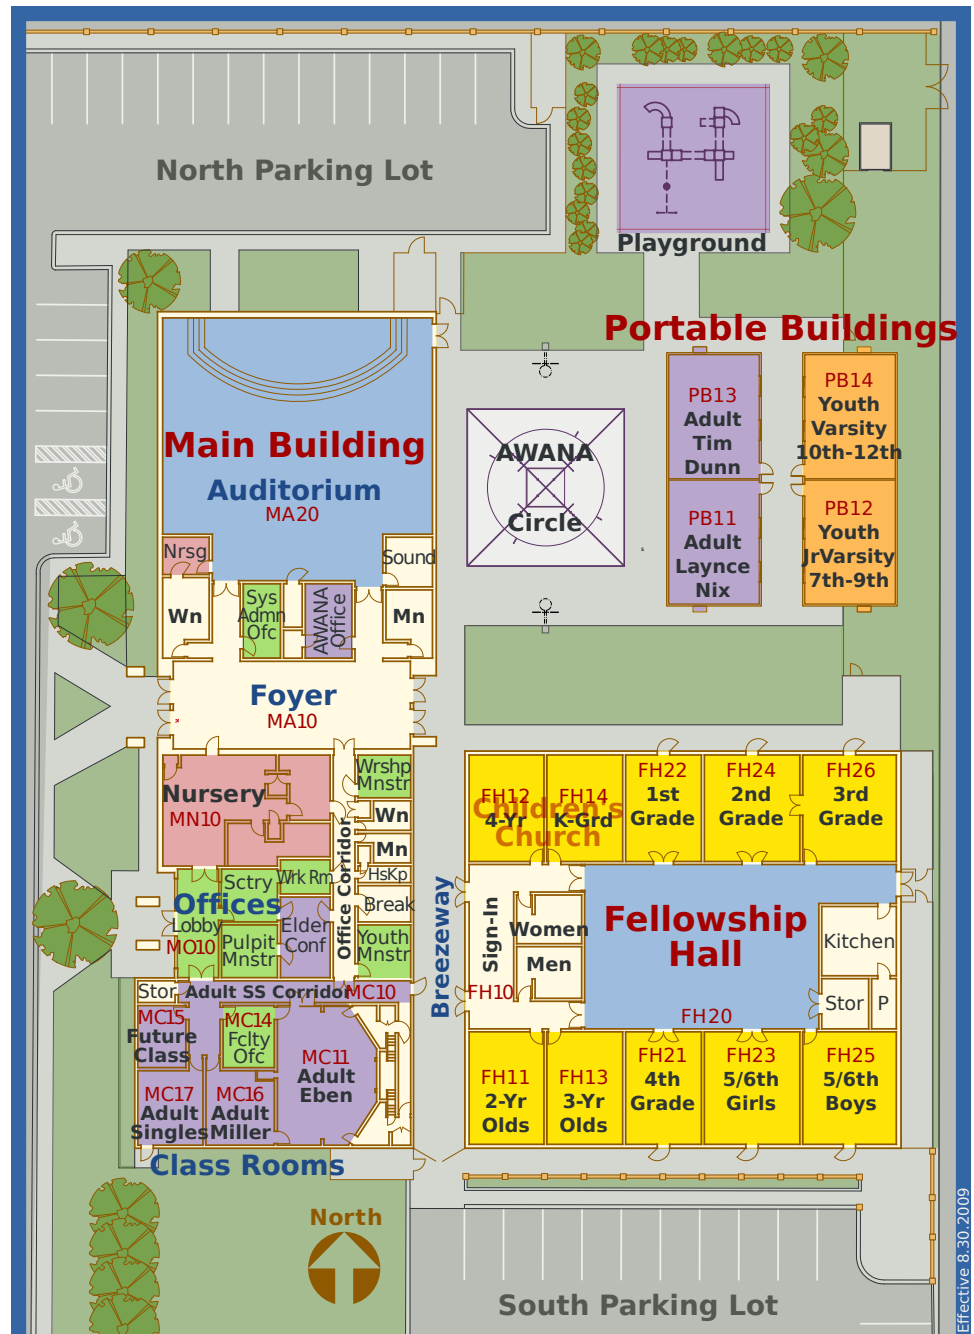 North Parking Lot
Playground
Portable Buildings
PB13
Adult
Tim
Dunn
PB14
Youth
Varsity
10th-12th
PB11
Adult
Laynce
Nix
PB12
Youth
JrVarsity
7th-9th
AWANA
Circle
Main Building
Auditorium
MA20
Nrsg
Sound
Wn
Sys
Admn
Ofc
AWANA
Office
Mn
Foyer
MA10
Nursery
MN10
Wrshp
Mnstr
Wn
Mn
HsKp
Break
Youth
Mnstr
Office Corridor
Offices
Sctry
Wrk Rm
Lobby
MO10
Pulpit
Mnstr
Elder
Conf
Stor
Adult SS Corridor
MC10
MC15
Future
Class
MC14
Fclty
Ofc
MC11
Adult
Eben
MC17
Adult
Singles
MC16
Adult
Miller
Class Rooms
Breezeway
Children's
Church
FH12
4-Yr
FH14
K-Grd
FH22
1st
Grade
FH24
2nd
Grade
FH26
3rd
Grade
Sign-In
FH10
Women
Men
Fellowship
Hall
FH20
Kitchen
Stor
P
FH11
2-Yr
Olds
FH13
3-Yr
Olds
FH21
4th
Grade
FH23
5/6th
Girls
FH25
5/6th
Boys
North
South Parking Lot
Effective 8.30.2009